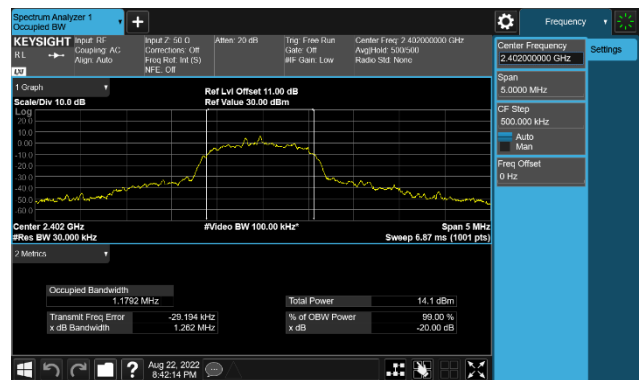 Spectrum Analyzer 1
Occupied BW
+
Frequency
KEYSIGHT
RL
LXI
Input: RF
Coupling: AC
Align: Auto
Input Z: 50 Ω
Corrections: Off
Freq Ref: Int (S)
NFE: Off
Atten: 20 dB
Trig: Free Run
Gate: Off
#IF Gain: Low
Center Freq: 2.402000000 GHz
Avg|Hold: 500/500
Radio Std: None
Center Frequency
2.402000000 GHz
Settings
Span
5.0000 MHz
CF Step
500.000 kHz
Auto
Man
Freq Offset
0 Hz
1 Graph
Scale/Div 10.0 dB
Ref Lvl Offset 11.00 dB
Ref Value 30.00 dBm
Log
20.0
10.0
0.00
-10.0
-20.0
-30.0
-40.0
-50.0
-60.0
Center 2.402 GHz
#Res BW 30.000 kHz
#Video BW 100.00 kHz*
Span 5 MHz
Sweep 6.87 ms (1001 pts)
2 Metrics
Occupied Bandwidth
1.1792 MHz
Total Power 14.1 dBm
Transmit Freq Error -29.194 kHz
% of OBW Power 99.00 %
x dB Bandwidth 1.262 MHz
x dB -20.00 dB
?
Aug 22, 2022
8:42:14 PM